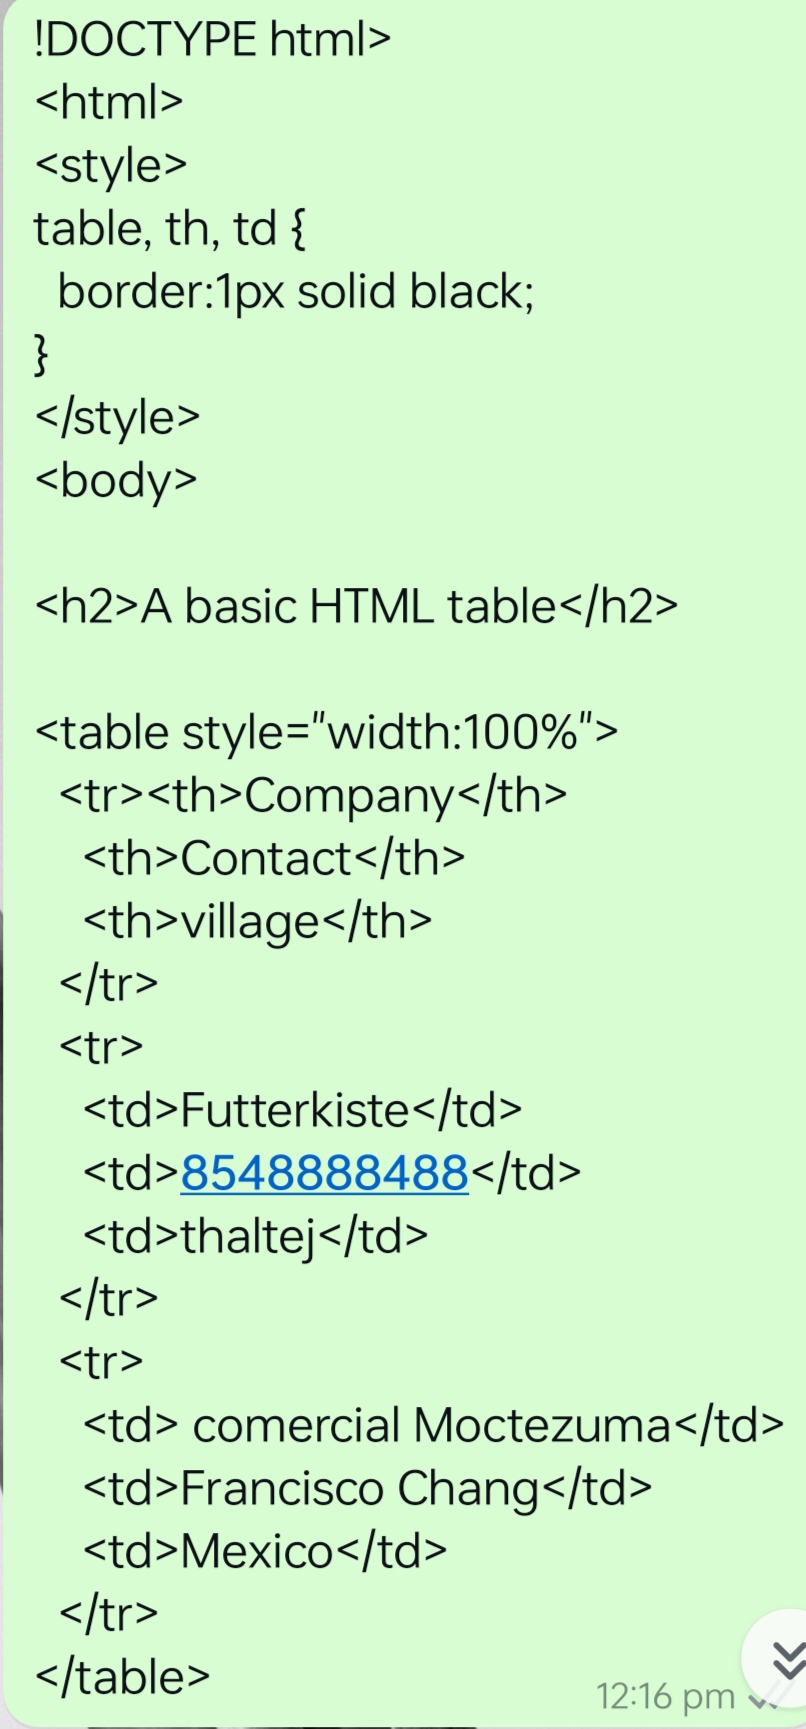 !DOCTYPE html>
<html>
<style>
table, th, td {
  border:1px solid black;
}
</style>
<body>

<h2>A basic HTML table</h2>

<table style="width:100%">
  <tr><th>Company</th>
    <th>Contact</th>
    <th>village</th>
  </tr>
  <tr>
    <td>Futterkiste</td>
    <td>8548888488</td>
    <td>thaltej</td>
  </tr>
  <tr>
    <td> comercial Moctezuma</td>
    <td>Francisco Chang</td>
    <td>Mexico</td>
  </tr>
</table>
12:16 pm